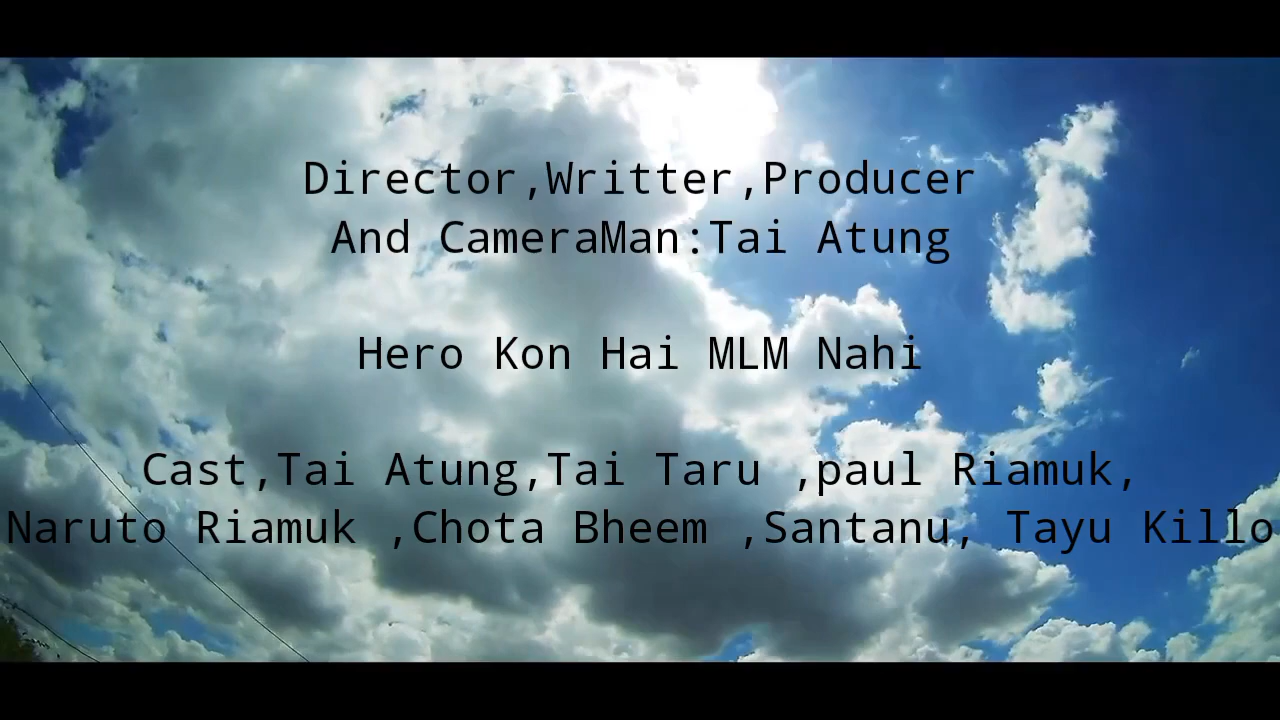 Director,Writter,Producer
And CameraMan:Tai Atung
Hero Kon Hai MLM Nahi
Cast,Tai Atung,Tai Taru ,paul Riamuk,
Naruto Riamuk ,Chota Bheem ,Santanu, Tayu Killo